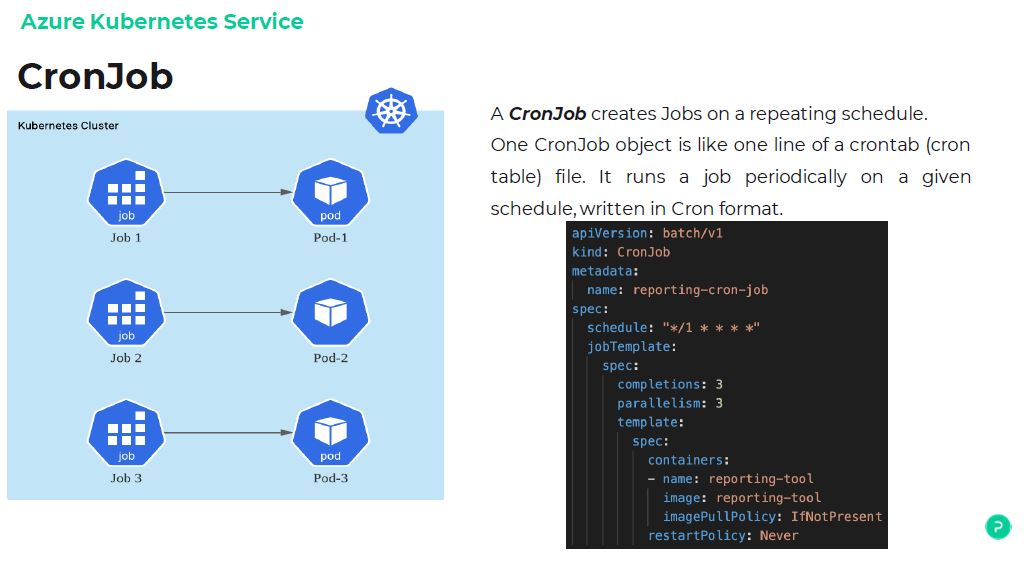 Azure Kubernetes Service
CronJob
Kubernetes Cluster
job
Job 1
pod
Pod-1
job
Job 2
Pod-2
job
Job 3
pod
Pod-3
A CronJob creates Jobs on a repeating schedule.
One CronJob object is like one line of a crontab (cron
table) file. It runs a job periodically on a given
schedule, written in Cron format.
apiVersion: batch/v1
kind: CronJob
metadata:
  name: reporting-cron-job
spec:
  schedule: "*/1 * * * *"
  jobTemplate:
    spec:
      completions: 3
      parallelism: 3
      template:
        spec:
          containers:
          - name: reporting-tool
            image: reporting-tool
            imagePullPolicy: IfNotPresent
          restartPolicy: Never